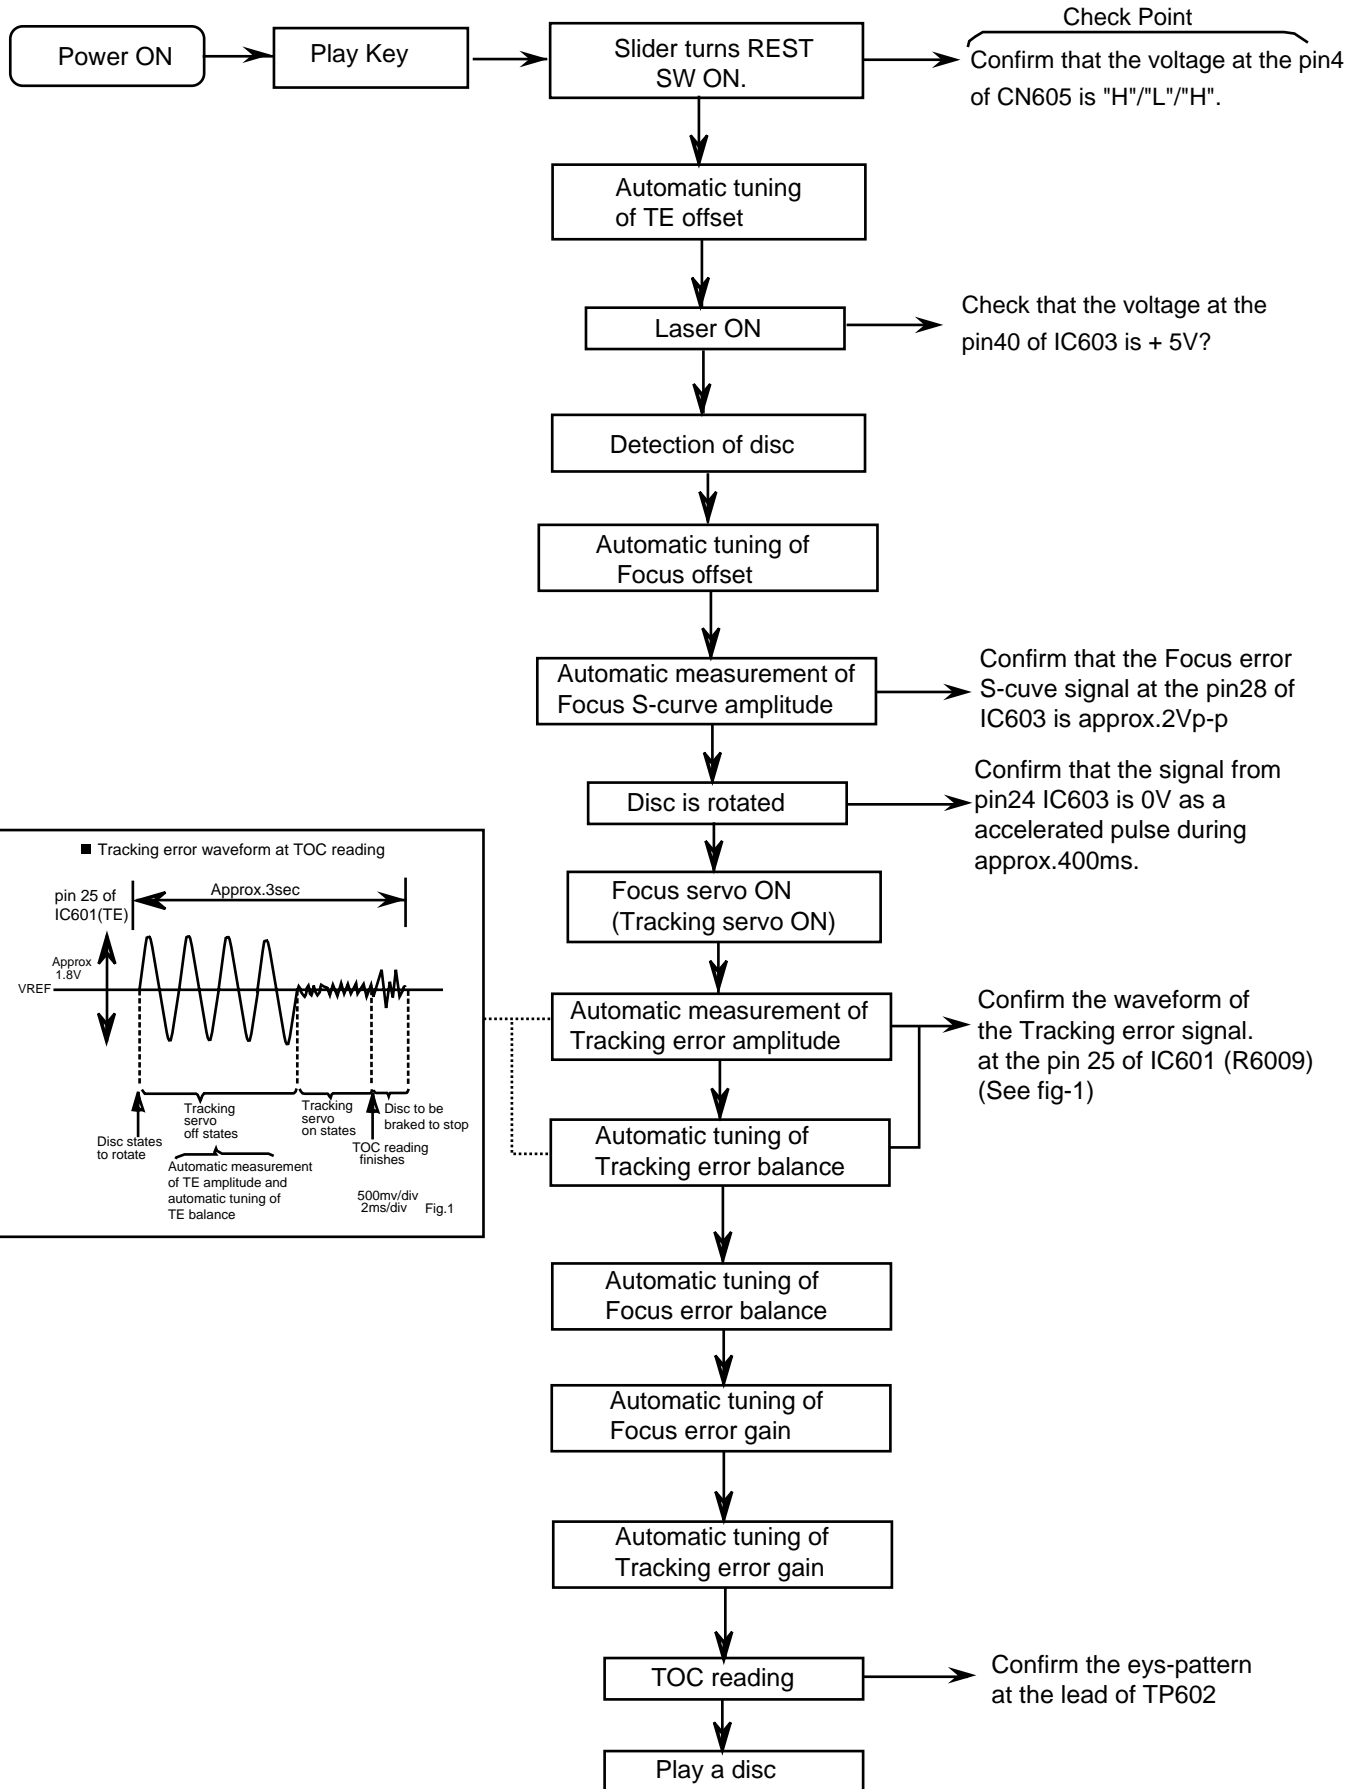 Check Point
Power ON
Play Key
Slider turns REST
SW ON.
Confirm that the voltage at the pin4
of CN605 is "H"/"L"/"H".
Automatic tuning
of TE offset
Laser ON
Check that the voltage at the
pin40 of IC603 is + 5V?
Detection of disc
Automatic tuning of
Focus offset
Automatic measurement of
Focus S-curve amplitude
Confirm that the Focus error
S-cuve signal at the pin28 of
IC603 is approx.2Vp-p
Disc is rotated
Confirm that the signal from
pin24 IC603 is 0V as a
accelerated pulse during
approx.400ms.
Focus servo ON
(Tracking servo ON)
■ Tracking error waveform at TOC reading
pin 25 of
IC601(TE)
Approx.3sec
Approx
1.8V
VREF
Disc states
to rotate
Tracking
servo
off states
Tracking
servo
on states
Disc to be
braked to stop
TOC reading
finishes
Automatic measurement
of TE amplitude and
automatic tuning of
TE balance
500mv/div
2ms/div
Fig.1
Automatic measurement of
Tracking error amplitude
Confirm the waveform of
the Tracking error signal.
at the pin 25 of IC601 (R6009)
(See fig-1)
Automatic tuning of
Tracking error balance
Automatic tuning of
Focus error balance
Automatic tuning of
Focus error gain
Automatic tuning of
Tracking error gain
TOC reading
Confirm the eys-pattern
at the lead of TP602
Play a disc